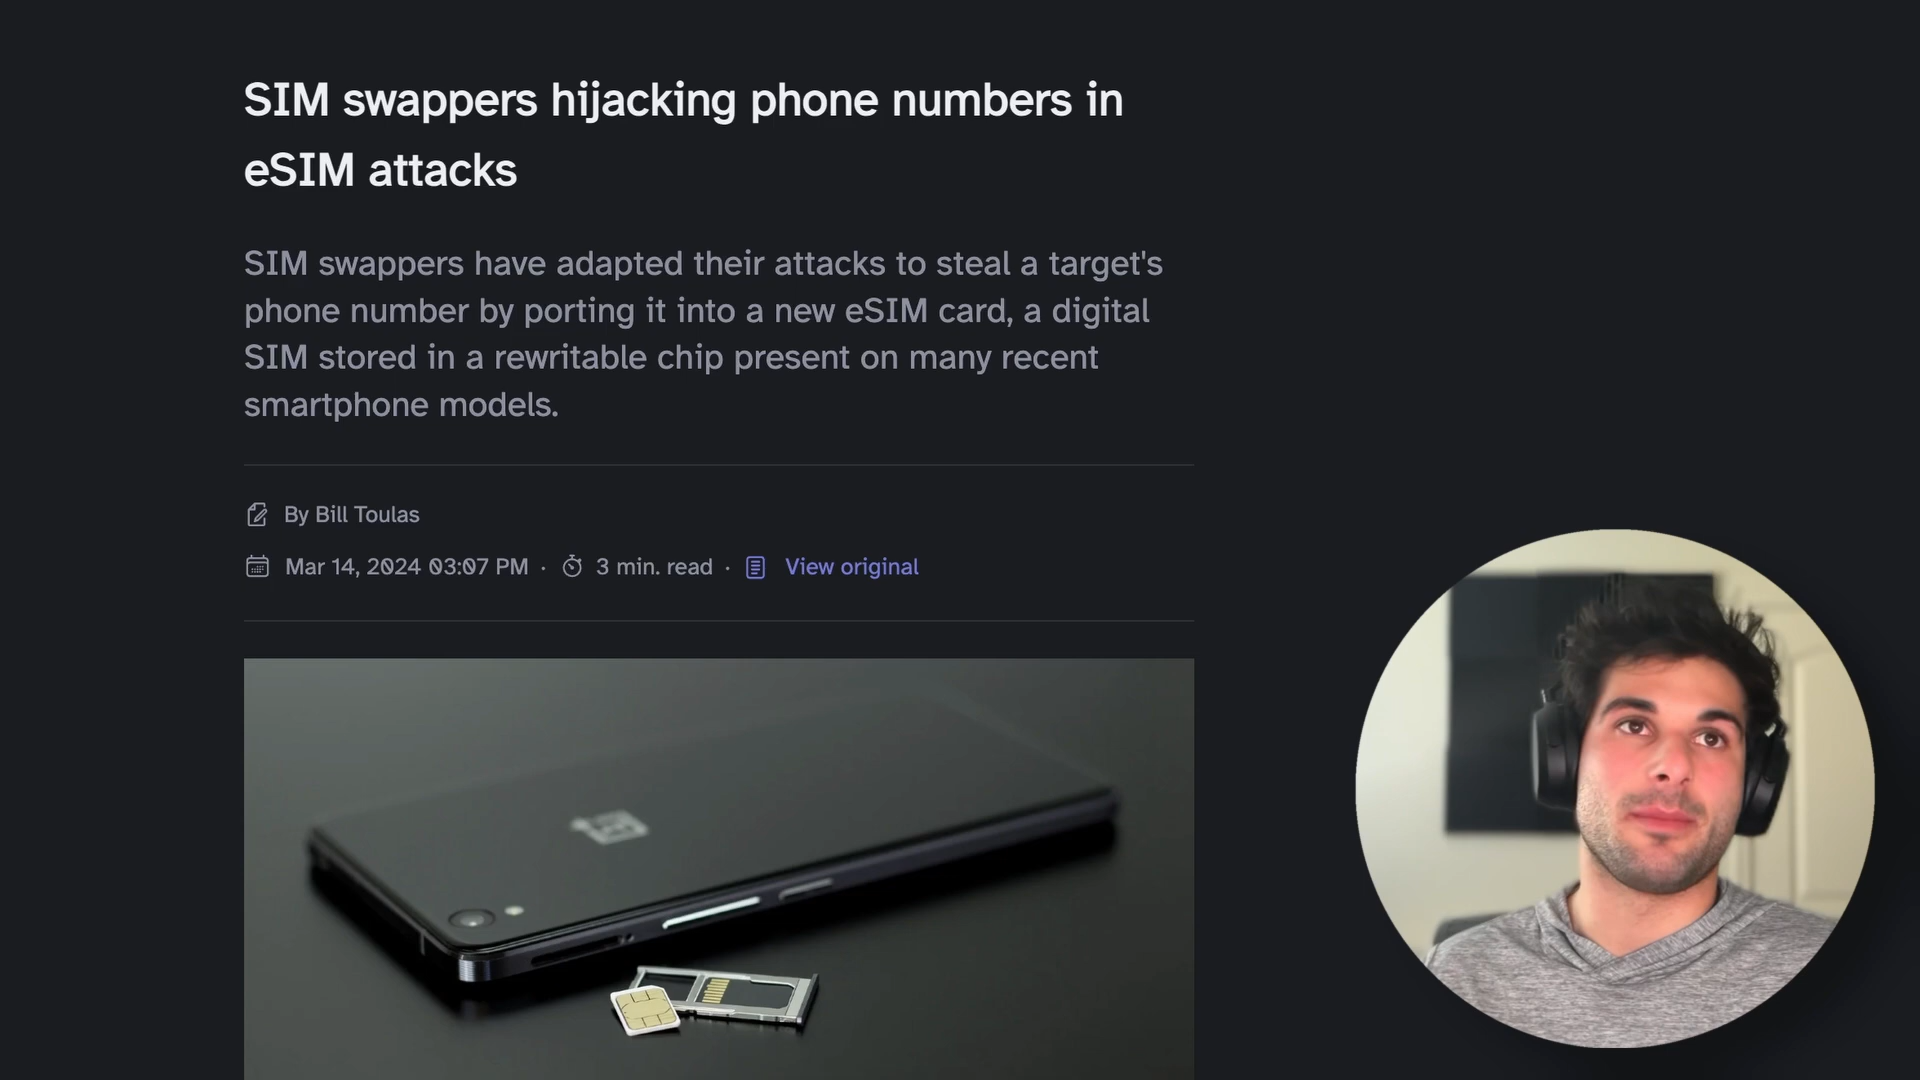 SIM swappers hijacking phone numbers in
eSIM attacks
SIM swappers have adapted their attacks to steal a target's
phone number by porting it into a new eSIM card, a digital
SIM stored in a rewritable chip present on many recent
smartphone models.
By Bill Toulas
Mar 14, 2024 03:07 PM · 3 min. read · View original